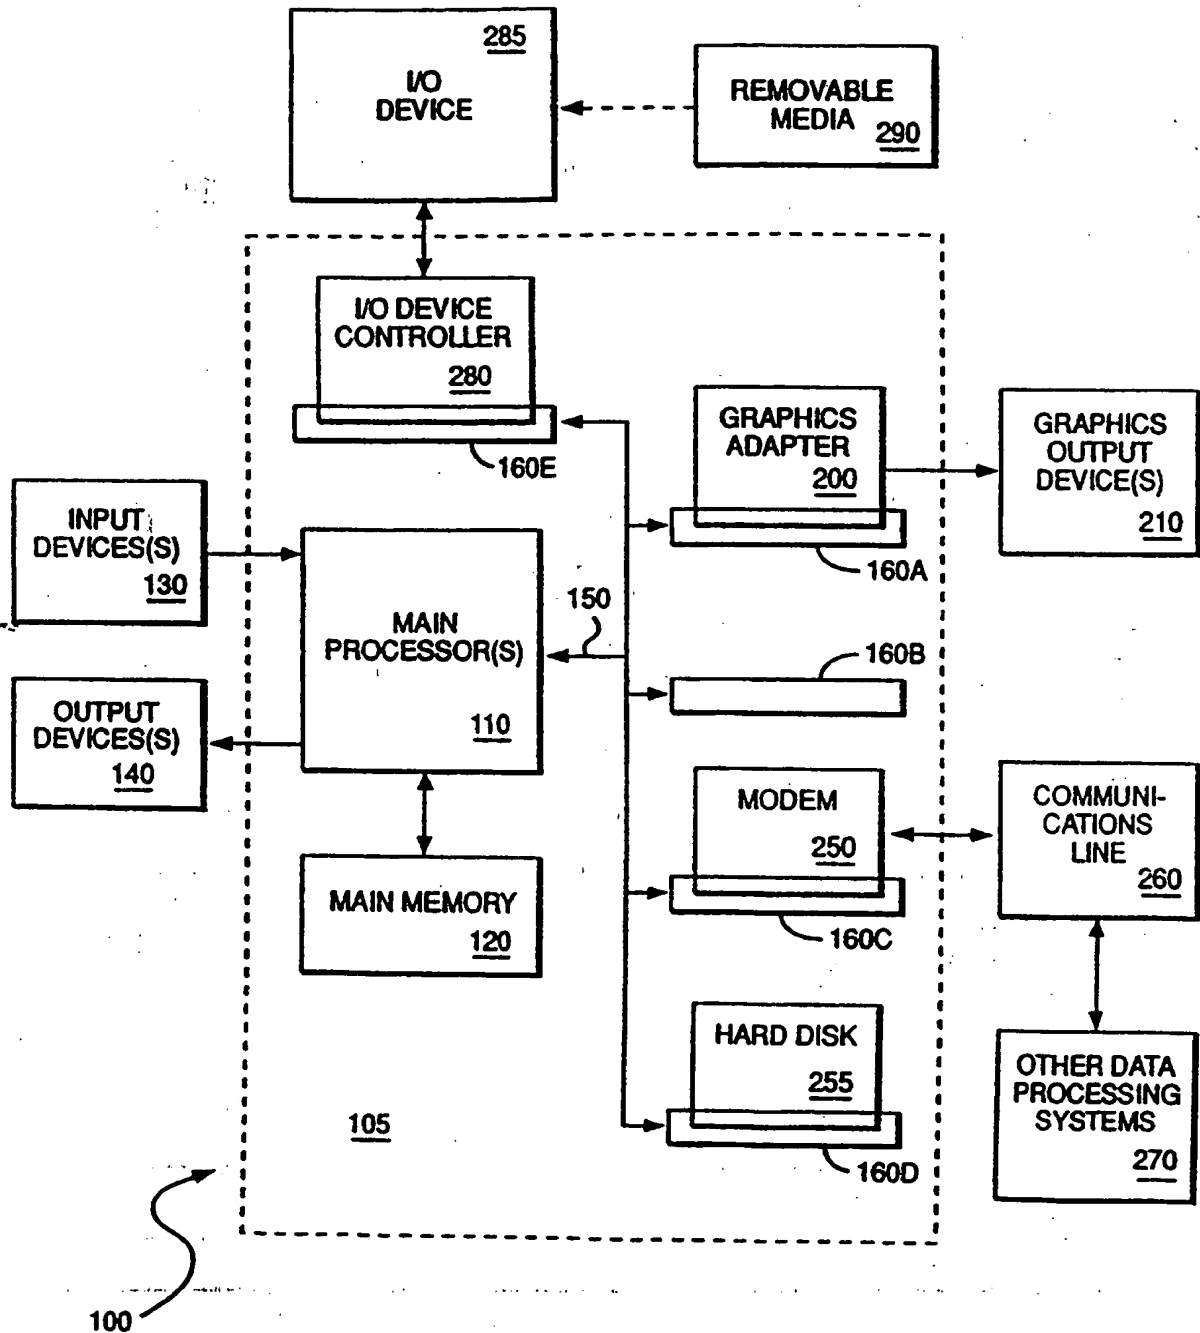 285
I/O
DEVICE
REMOVABLE
MEDIA
290
I/O DEVICE
CONTROLLER
280
160E
GRAPHICS
ADAPTER
200
160A
GRAPHICS
OUTPUT
DEVICE(S)
210
INPUT
DEVICES(S)
130
MAIN
PROCESSOR(S)
110
150
160B
OUTPUT
DEVICES(S)
140
MAIN MEMORY
120
MODEM
250
160C
COMMUNI-
CATIONS
LINE
260
HARD DISK
255
160D
OTHER DATA
PROCESSING
SYSTEMS
270
105
100